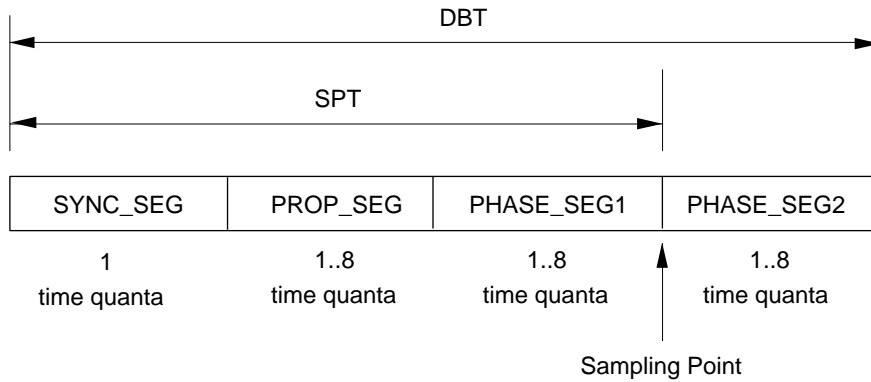 DBT
SPT
SYNC_SEG PROP_SEG PHASE_SEG1 PHASE_SEG2
1 1..8 1..8 1..8
time quanta time quanta time quanta time quanta
Sampling Point